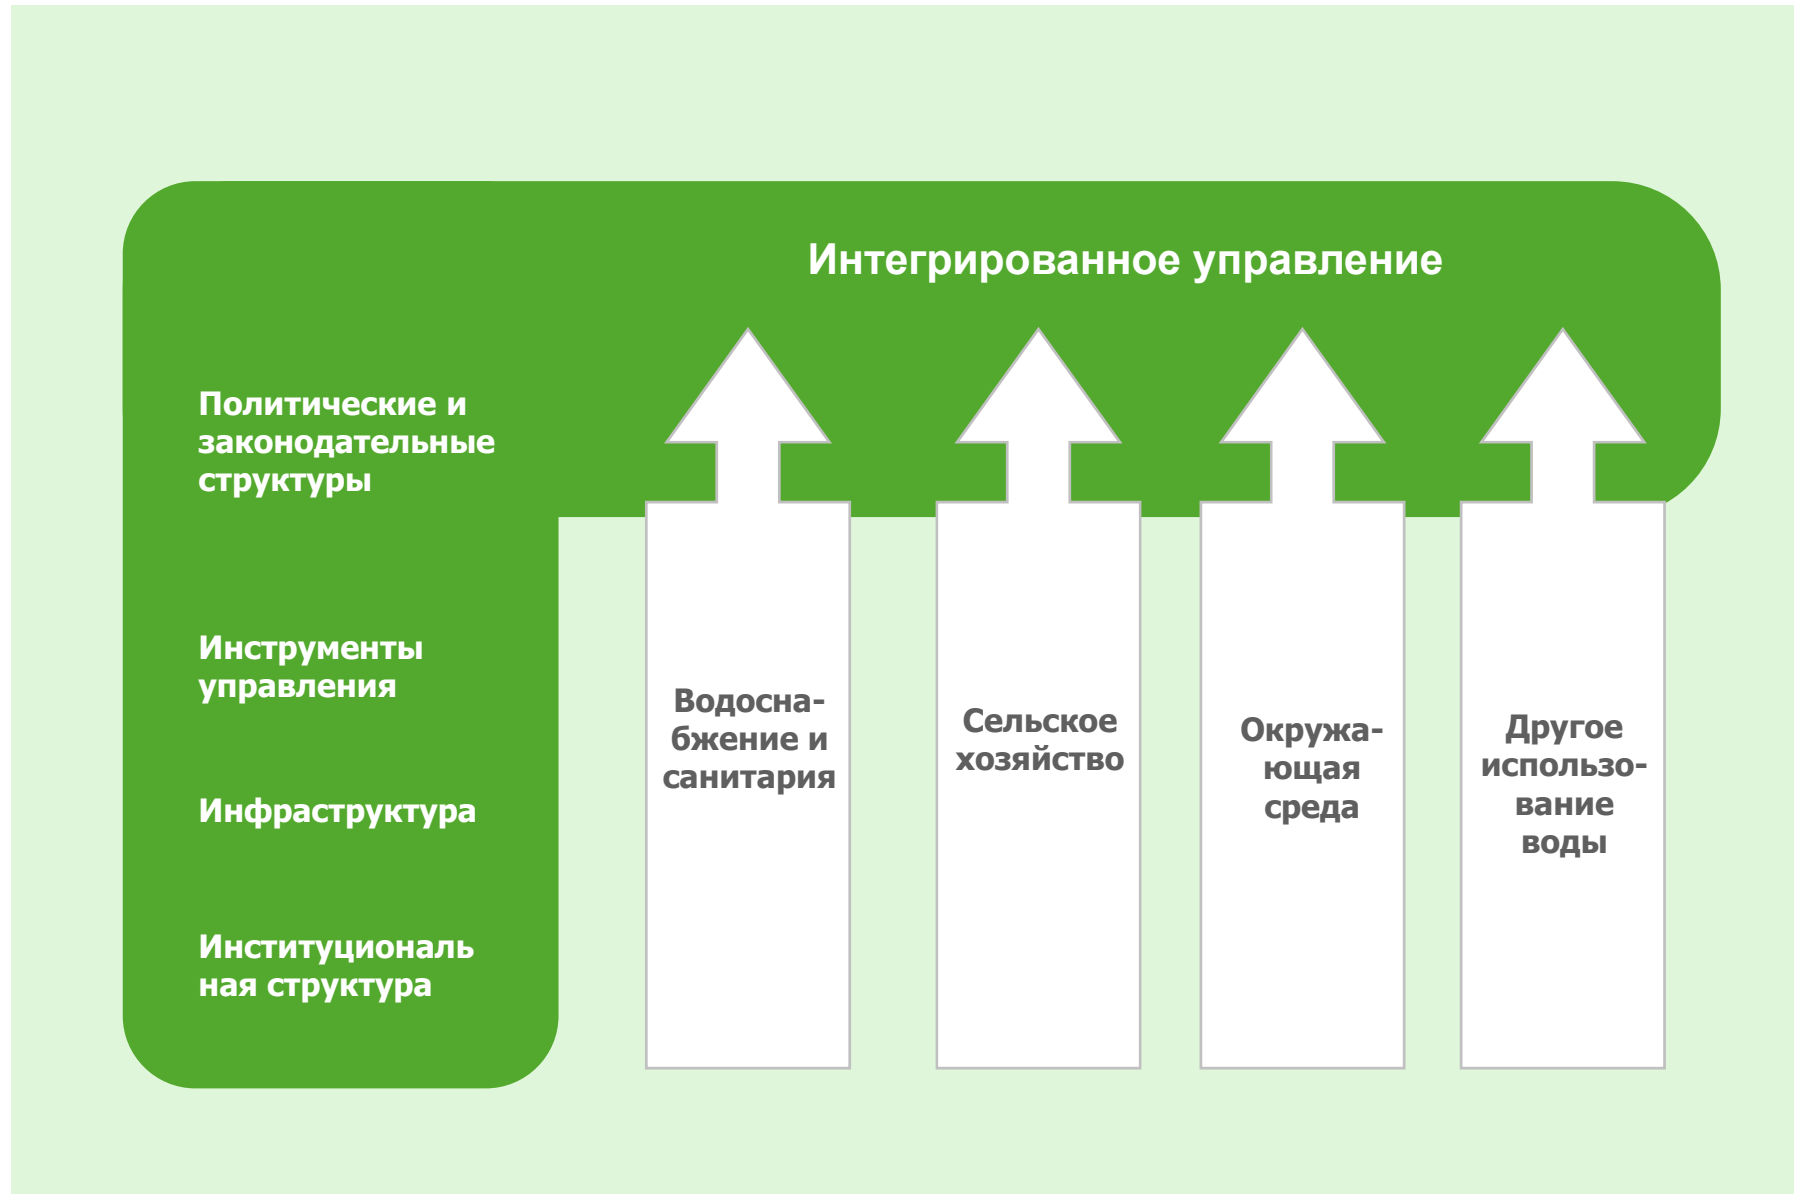 Интегрированное управление
Политические и
законодательные
структуры
Инструменты
управления
Инфраструктура
Институциональ
ная структура
Водосна-
бжение и
санитария
Сельское
хозяйство
Окружа-
ющая
среда
Другое
использо-
вание
воды